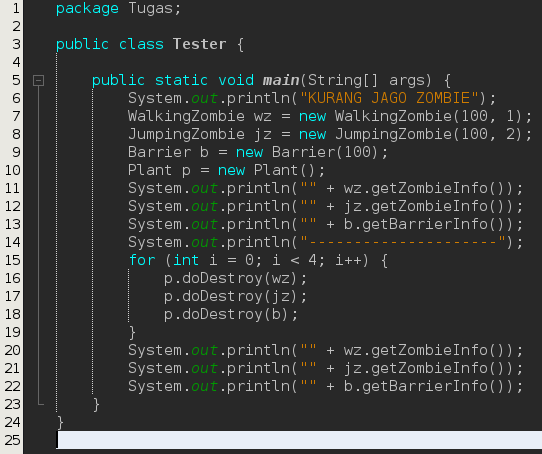 1 package Tugas;
2
3 public class Tester {
4
5 public static void main(String[] args) {
6 System.out.println("KURANG JAGO ZOMBIE");
7 WalkingZombie wz = new WalkingZombie(100, 1);
8 JumpingZombie jz = new JumpingZombie(100, 2);
9 Barrier b = new Barrier(100);
10 Plant p = new Plant();
11 System.out.println("" + wz.getZombieInfo());
12 System.out.println("" + jz.getZombieInfo());
13 System.out.println("" + b.getBarrierInfo());
14 System.out.println("---------------------");
15 for (int i = 0; i < 4; i++) {
16 p.doDestroy(wz);
17 p.doDestroy(jz);
18 p.doDestroy(b);
19 }
20 System.out.println("" + wz.getZombieInfo());
21 System.out.println("" + jz.getZombieInfo());
22 System.out.println("" + b.getBarrierInfo());
23 }
24 }
25